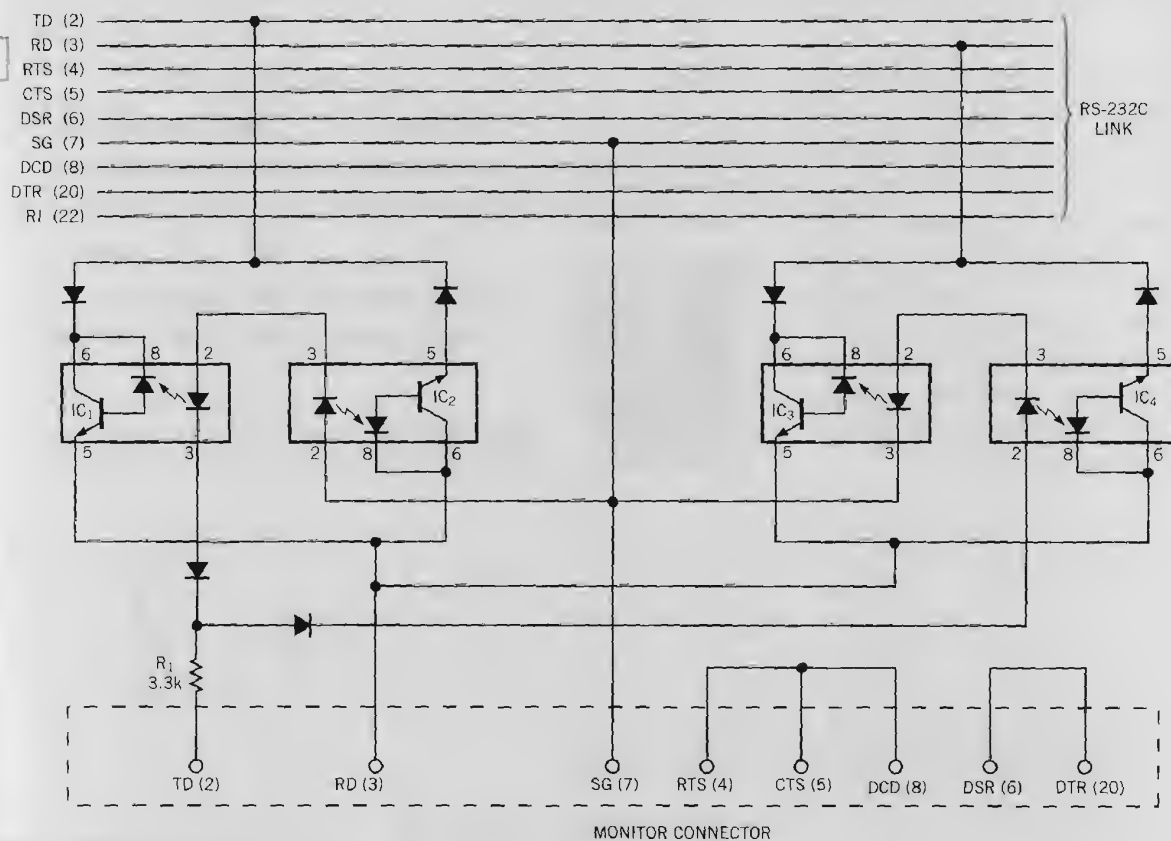 TD (2)
RD (3)
RTS (4)
CTS (5)
DSR (6)
SG (7)
DCD (8)
DTR (20)
RI (22)
RS-232C
LINK
6 8 2 3 5 6 8 2 3 5
IC1 IC2 IC3 IC4
5 3 2 8 6 5 3 2 8 6
R1
3.3k
TD (2) RD (3) SG (7) RTS (4) CTS (5) DCD (8) DSR (6) DTR (20)
MONITOR CONNECTOR